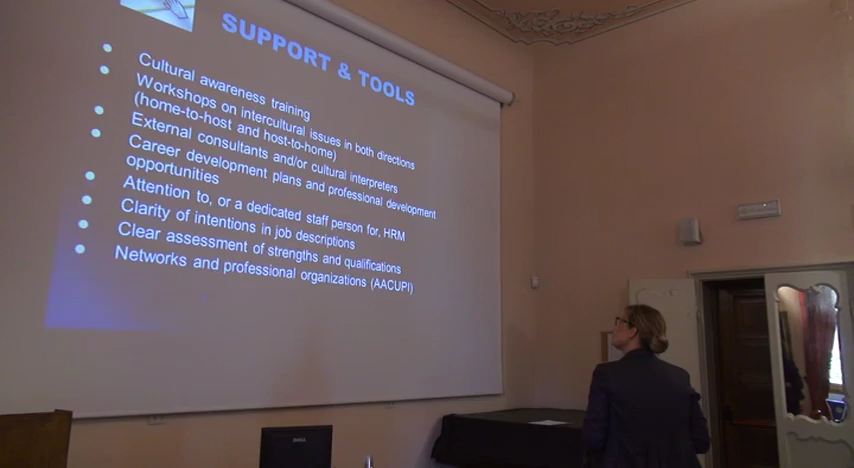 SUPPORT & TOOLS
Cultural awareness training
Workshops on intercultural issues in both directions
(home-to-host and host-to-home)
External consultants and/or cultural interpreters
Career development plans and professional development
opportunities
Attention to, or a dedicated staff person for, HRM
Clarity of intentions in job descriptions
Clear assessment of strengths and qualifications
Networks and professional organizations (AACUPI)
DELL